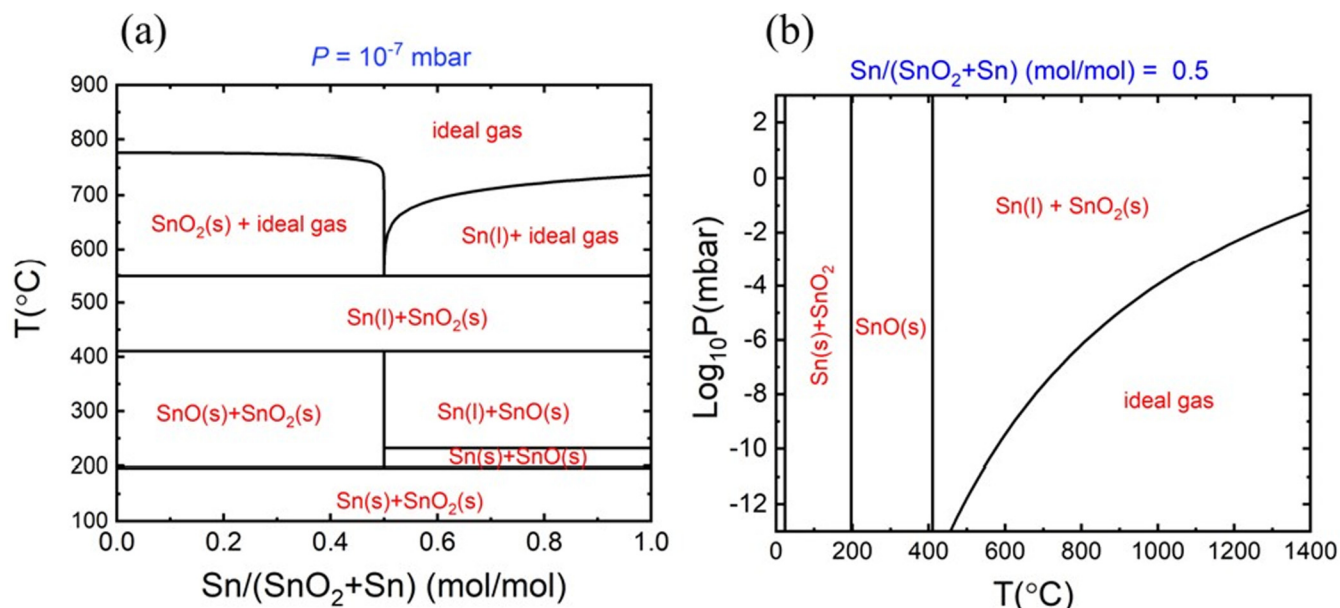 (a)
P = 10⁻⁷ mbar
900
800
700
600
500
400
300
200
100
T(°C)
ideal gas
SnO₂(s) + ideal gas
Sn(l)+ ideal gas
Sn(l)+SnO₂(s)
SnO(s)+SnO₂(s)
Sn(l)+SnO(s)
Sn(s)+SnO(s)
Sn(s)+SnO₂(s)
0.0 0.2 0.4 0.6 0.8 1.0
Sn/(SnO₂+Sn) (mol/mol)
(b)
Sn/(SnO₂+Sn) (mol/mol) = 0.5
2
0
-2
-4
-6
-8
-10
-12
Log₁₀P(mbar)
Sn(s)+SnO₂
SnO(s)
Sn(l) + SnO₂(s)
ideal gas
0 200 400 600 800 1000 1200 1400
T(°C)